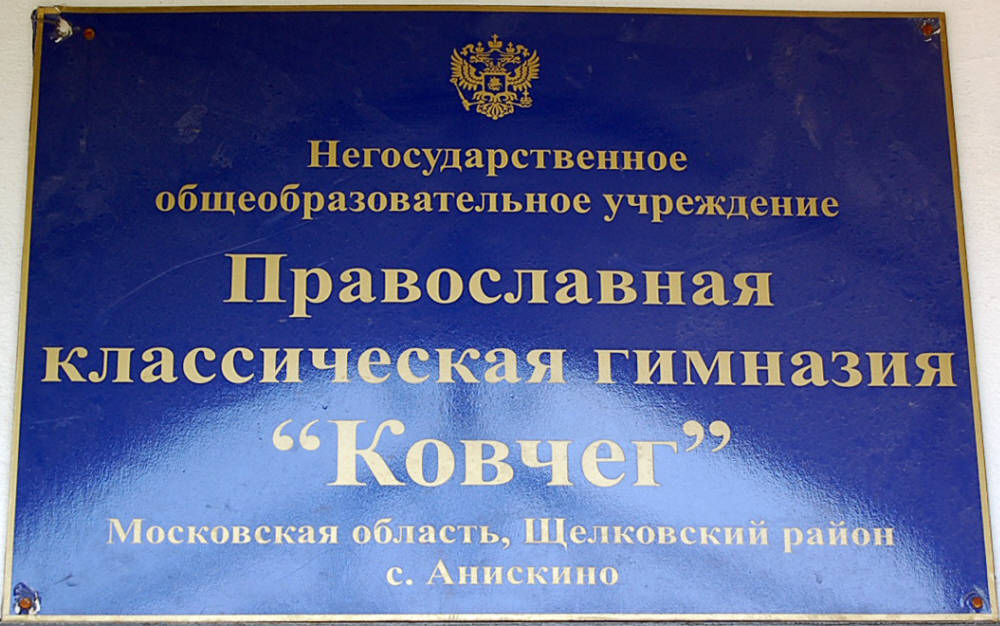 Негосударственное
общеобразовательное учреждение
Православная
классическая гимназия
“Ковчег”
Московская область, Щелковский район
с. Анискино